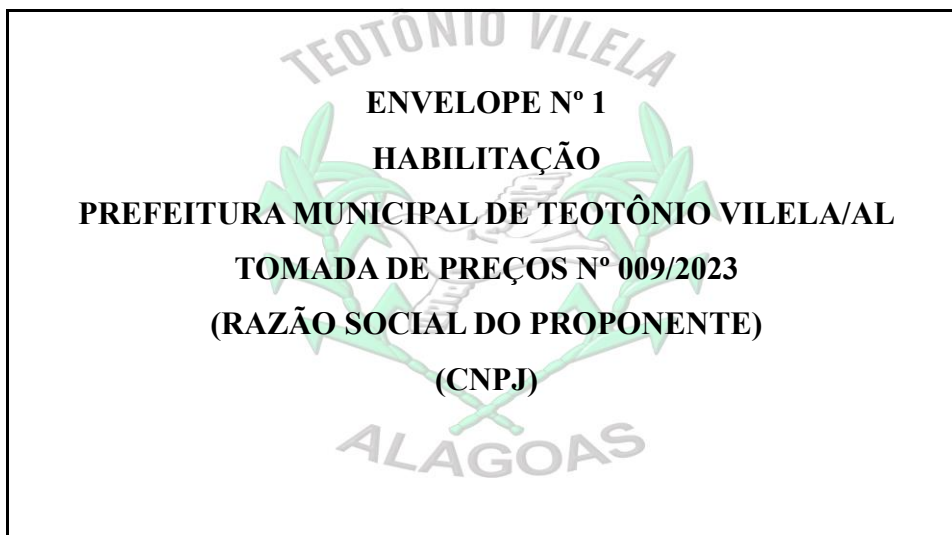 TEOTÔNIO VILELA
ENVELOPE Nº 1
HABILITAÇÃO
PREFEITURA MUNICIPAL DE TEOTÔNIO VILELA/AL
TOMADA DE PREÇOS Nº 009/2023
(RAZÃO SOCIAL DO PROPONENTE)
(CNPJ)
ALAGOAS